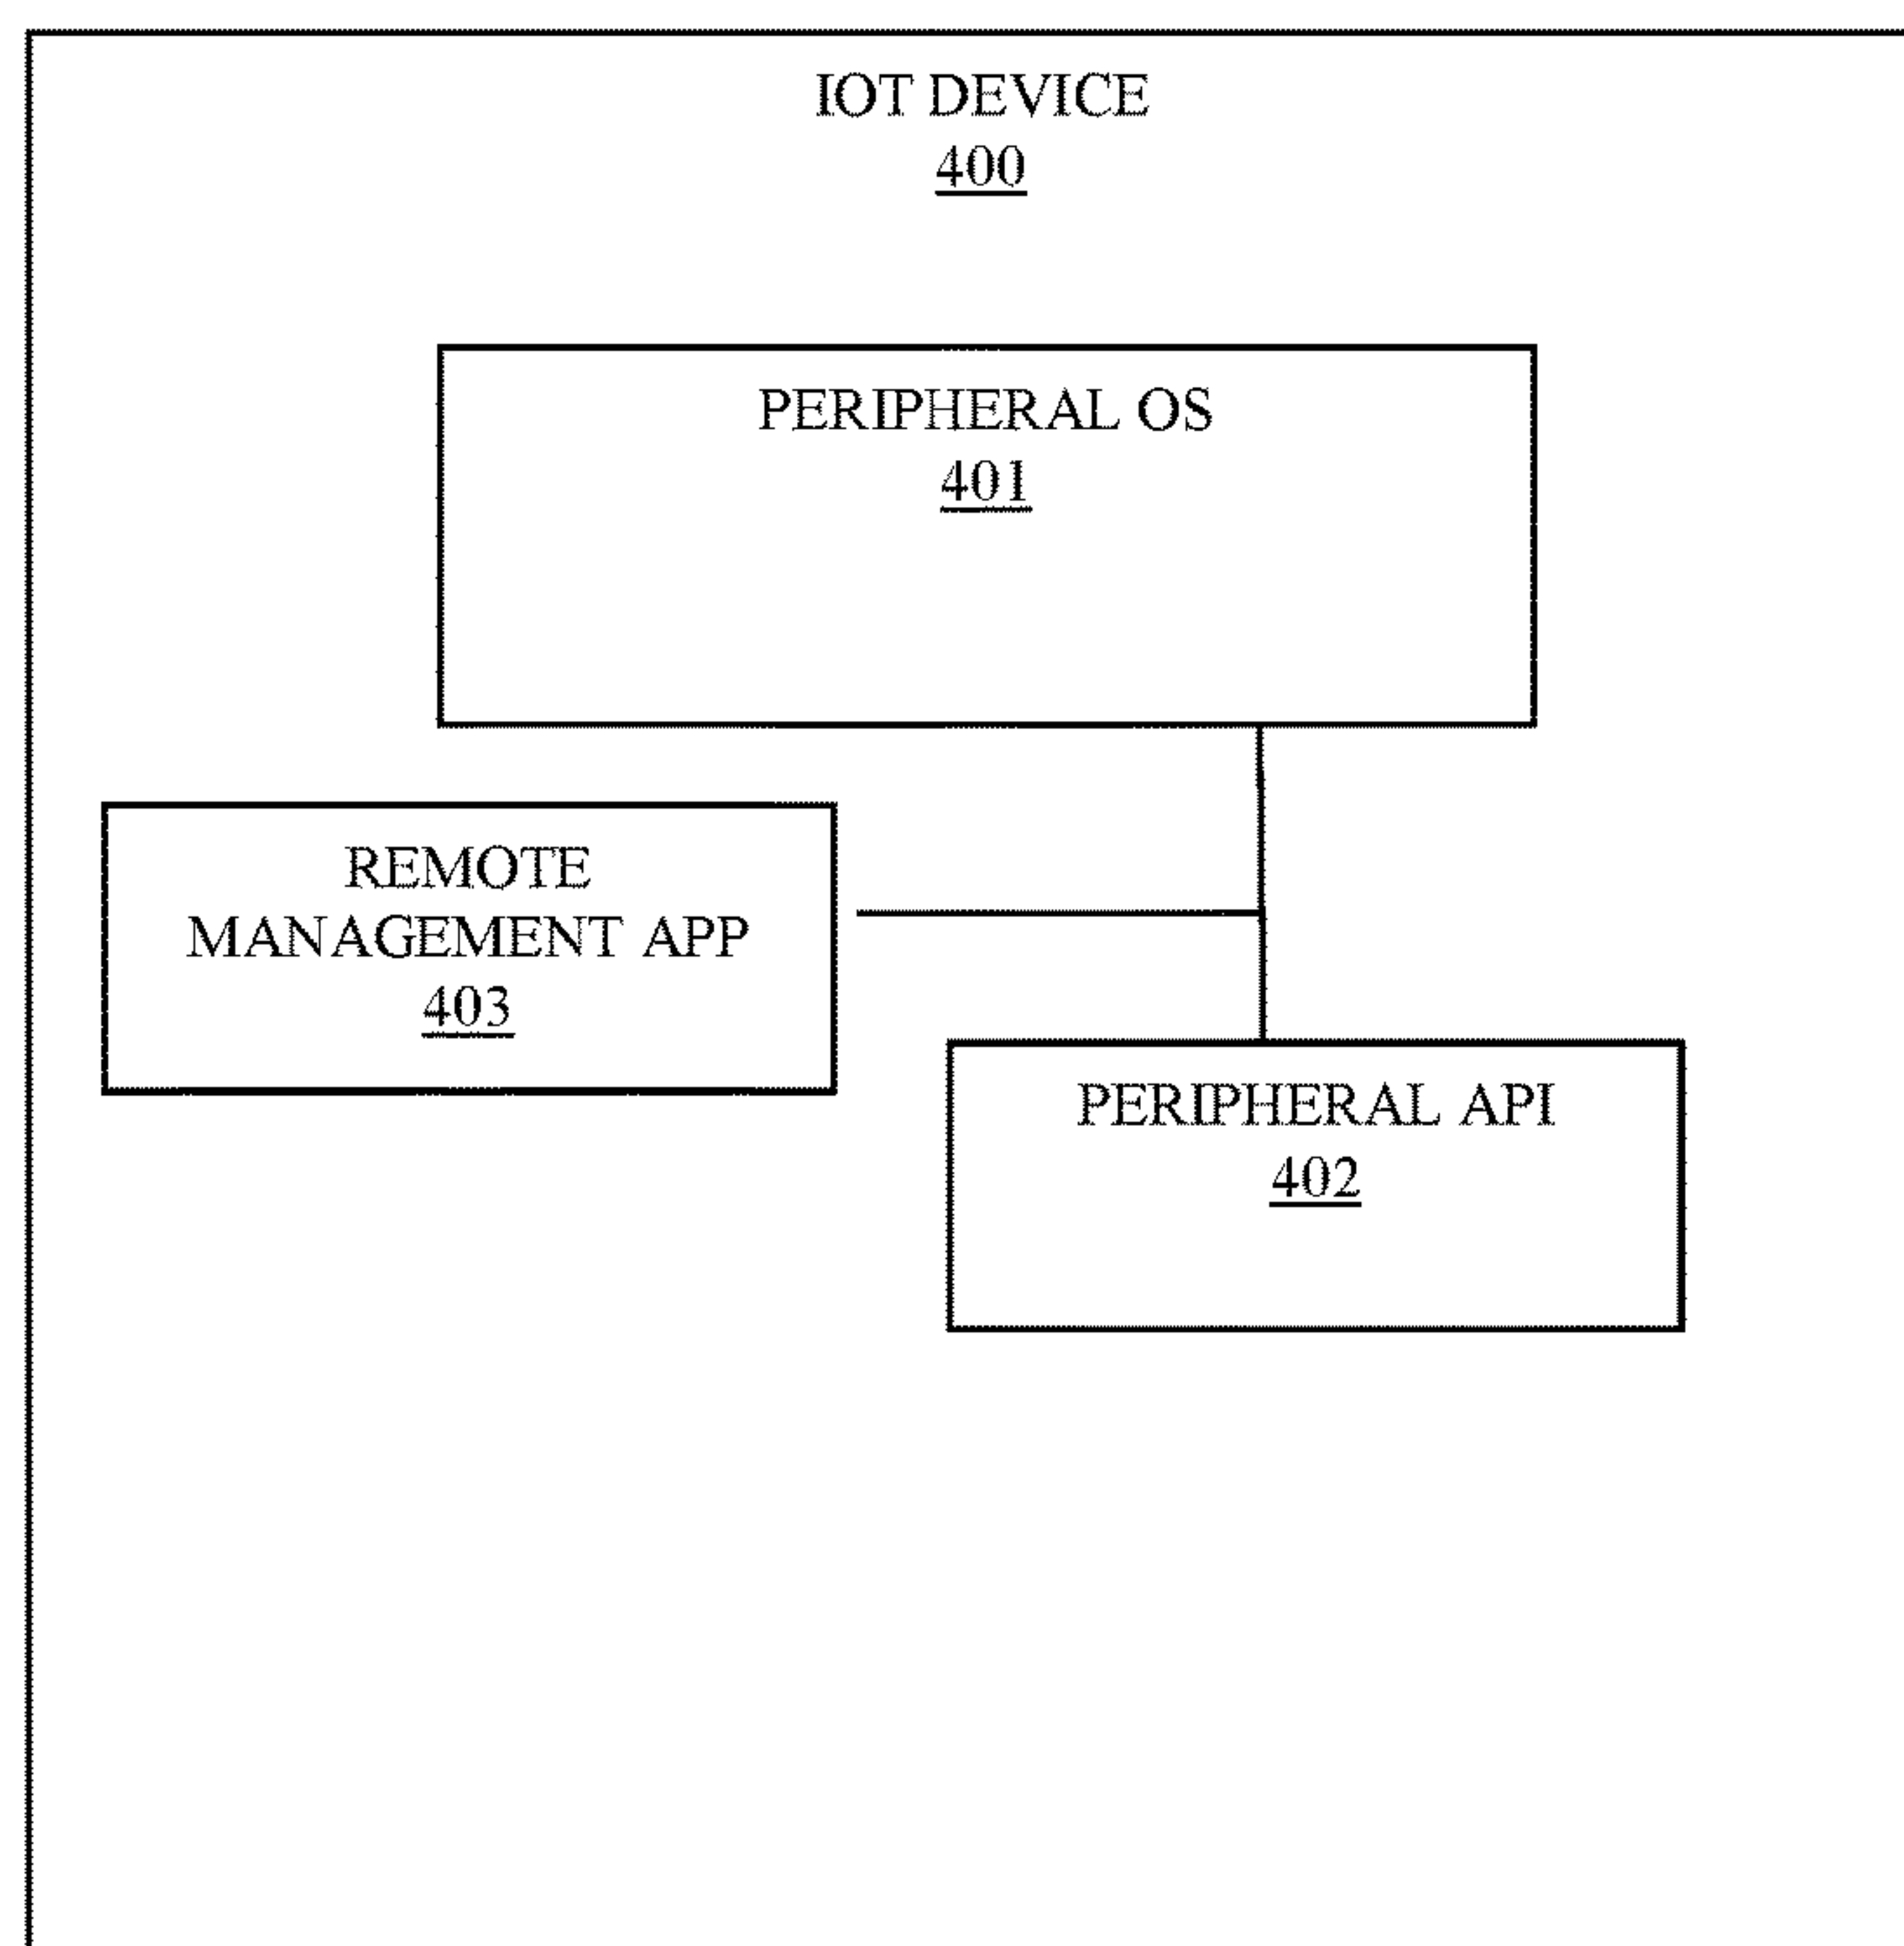 IOT DEVICE
400
PERIPHERAL OS
401
REMOTE
MANAGEMENT APP
403
PERIPHERAL API
402